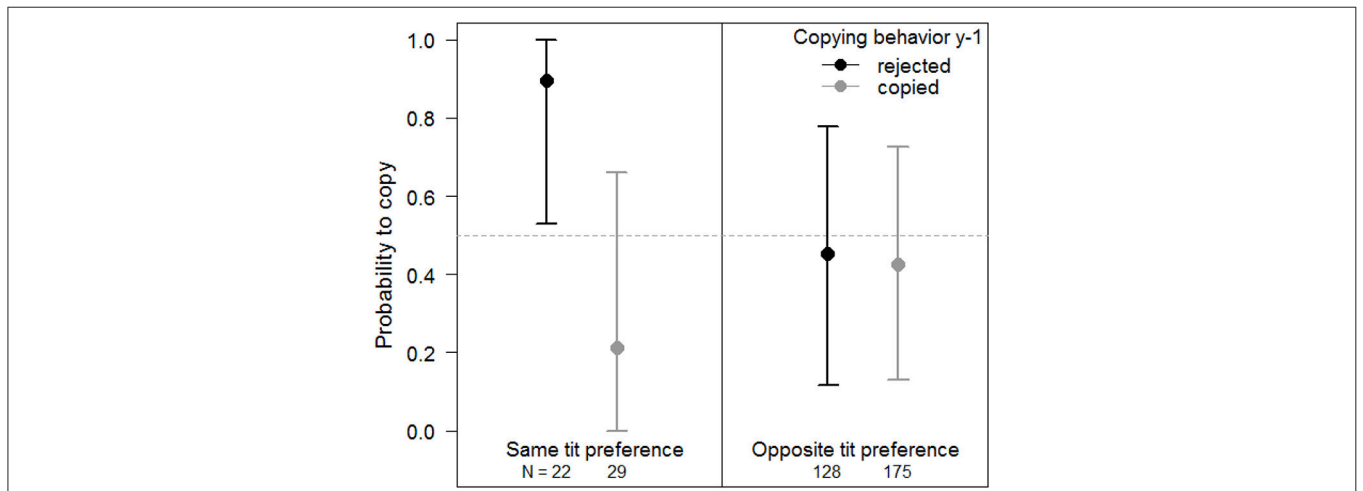 Copying behavior y-1
rejected
copied
Probability to copy
1.0
0.8
0.6
0.4
0.2
0.0
Same tit preference
Opposite tit preference
N = 22 29
128 175